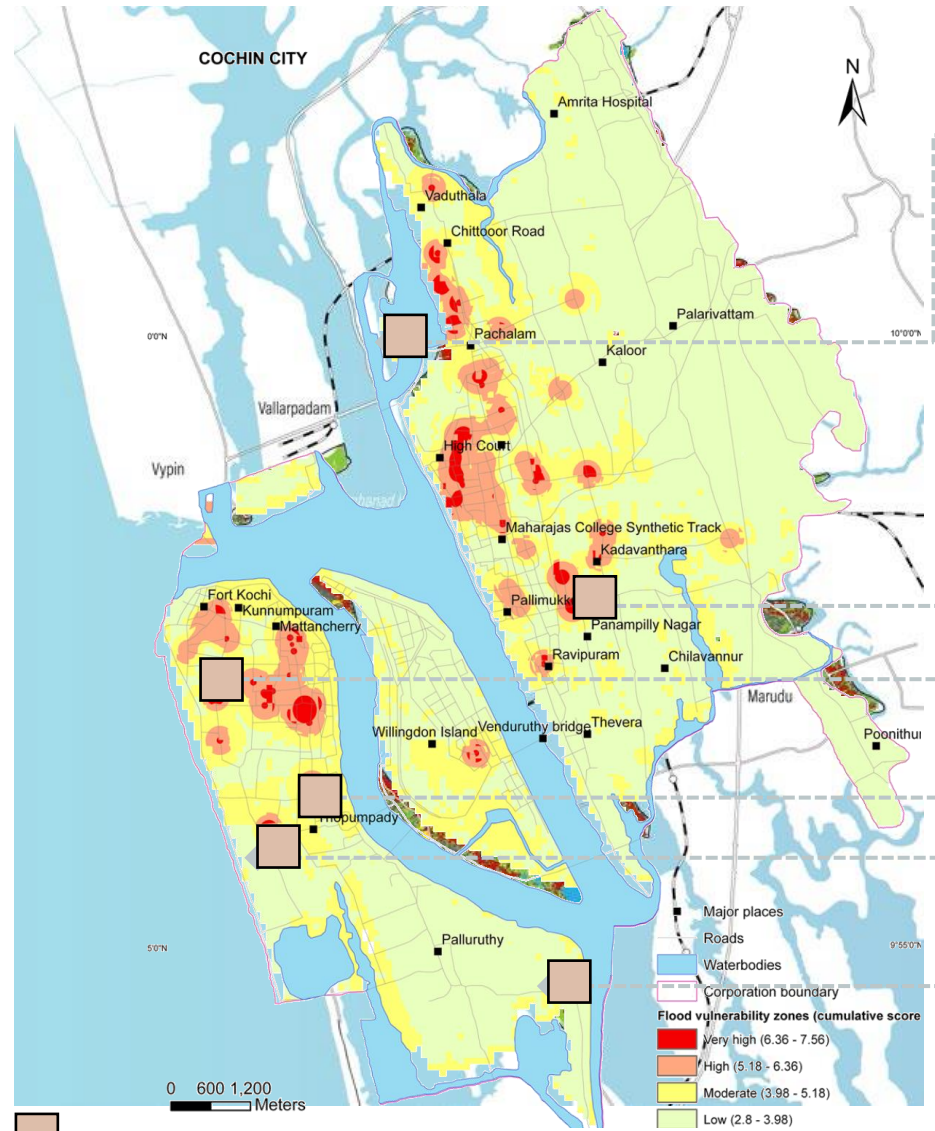 COCHIN CITY
N
Amrita Hospital
Vaduthala
Chittooor Road
Palarivattam
0'0"N
Pachalam
10°0'0"N
Kaloor
Vallarpadam
High Court
Vypin
Maharajas College Synthetic Track
Kadavanthara
Fort Kochi
Kunnumpuram
Pallimukk
Mattancherry
Panampilly Nagar
Ravipuram
Chilavannur
Marudu
Willingdon Island
Venduruthy bridge
Thevera
Poonithu
Thopumpady
Palluruthy
5'0"N
9°55'0"N
Major places
Roads
Waterbodies
Corporation boundary
Flood vulnerability zones (cumulative score
Very high (6.36 - 7.56)
High (5.18 - 6.36)
Moderate (3.98 - 5.18)
Low (2.8 - 3.98)
0 600 1,200
Meters